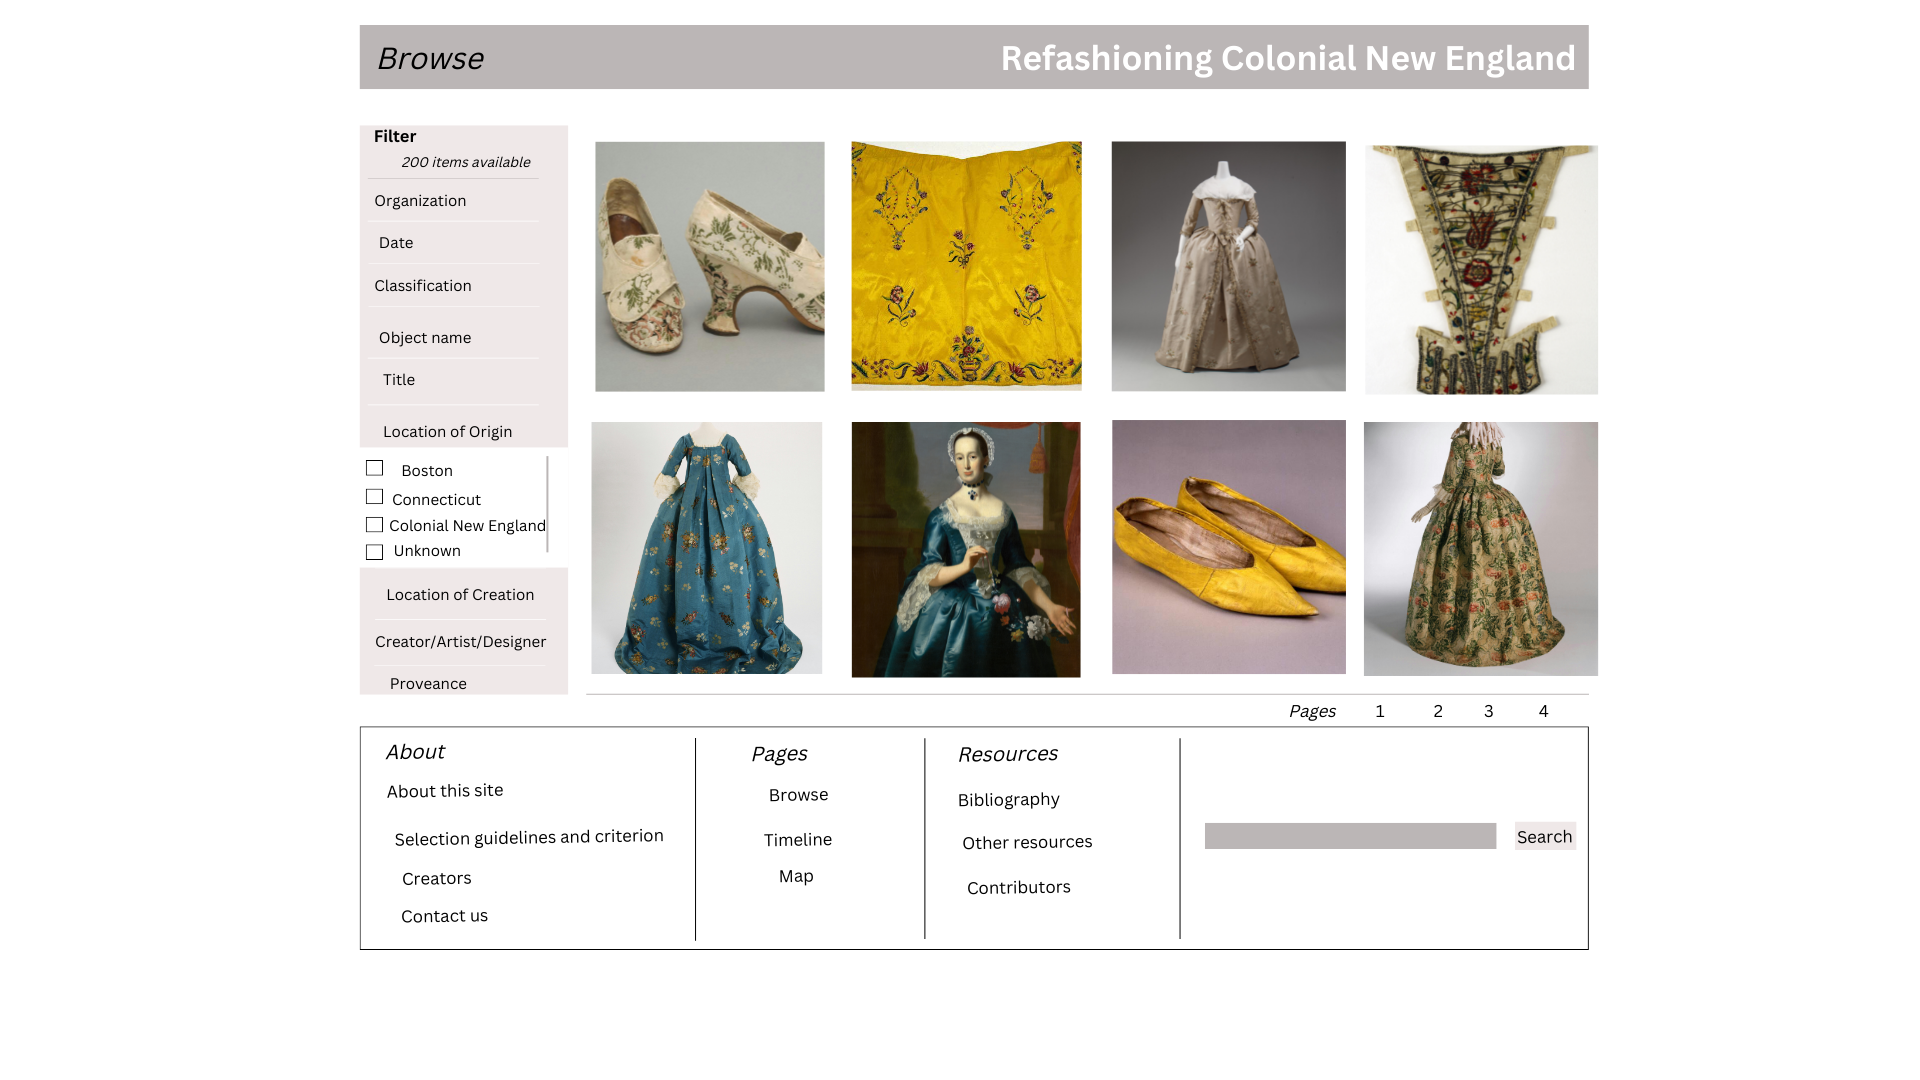 Browse
Refashioning Colonial New England
Filter
200 items available
Organization
Date
Classification
Object name
Title
Location of Origin
Boston
Connecticut
Colonial New England
Unknown
Location of Creation
Creator/Artist/Designer
Proveance
Pages 1 2 3 4
About
About this site
Selection guidelines and criterion
Creators
Contact us
Pages
Browse
Timeline
Map
Resources
Bibliography
Other resources
Contributors
Search